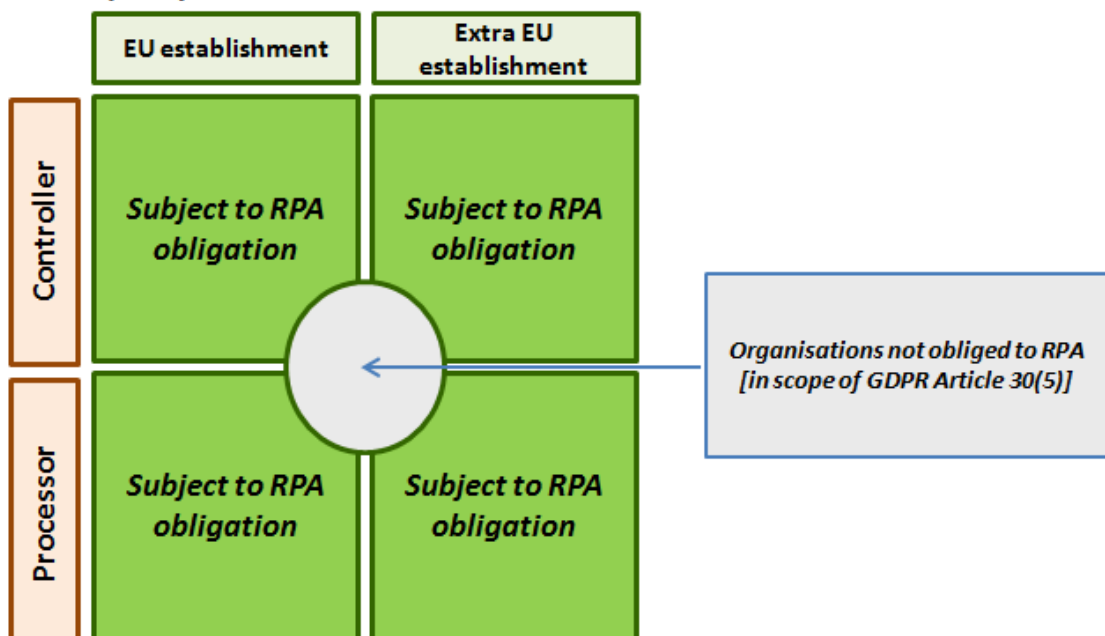 EU establishment
Extra EU
establishment
Controller
Subject to RPA
obligation
Subject to RPA
obligation
Organisations not obliged to RPA
[in scope of GDPR Article 30(5)]
Processor
Subject to RPA
obligation
Subject to RPA
obligation